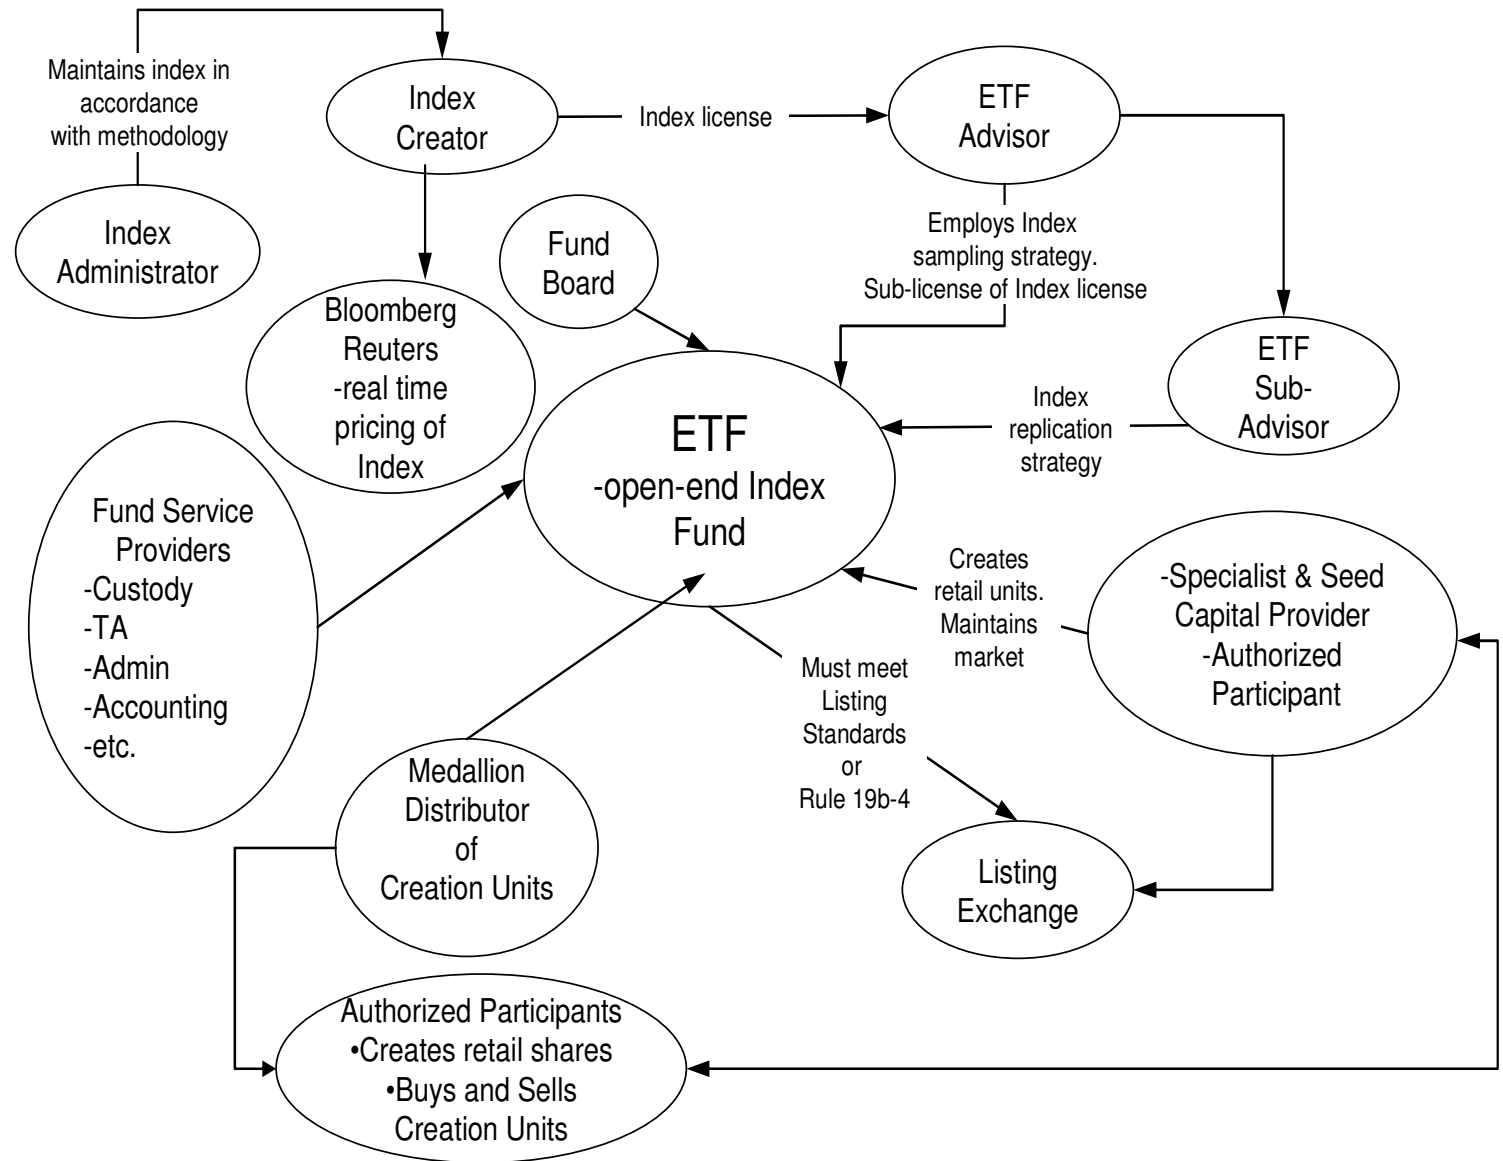 Maintains index in
accordance
with methodology
Index
Creator
Index license
ETF
Advisor
Index
Administrator
Fund
Board
Employs Index
sampling strategy.
Sub-license of Index license
Bloomberg
Reuters
-real time
pricing of
Index
ETF
Sub-
Advisor
Index
replication
strategy
ETF
-open-end Index
Fund
Fund Service
Providers
-Custody
-TA
-Admin
-Accounting
-etc.
Creates
retail units.
Maintains
market
-Specialist & Seed
Capital Provider
-Authorized
Participant
Must meet
Listing
Standards
or
Rule 19b-4
Medallion
Distributor
of
Creation Units
Listing
Exchange
Authorized Participants
•Creates retail shares
•Buys and Sells
Creation Units